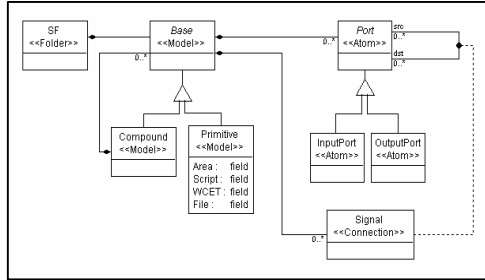 SF
<<Folder>>
Base
<<Model>>
0..*
Port
<<Atom>>
0..*
src
0..*
dst
0..*
Compound
<<Model>>
Primitive
<<Model>>
Area : field
Script : field
WCET : field
File : field
InputPort
<<Atom>>
OutputPort
<<Atom>>
Signal
<<Connection>>
0..*